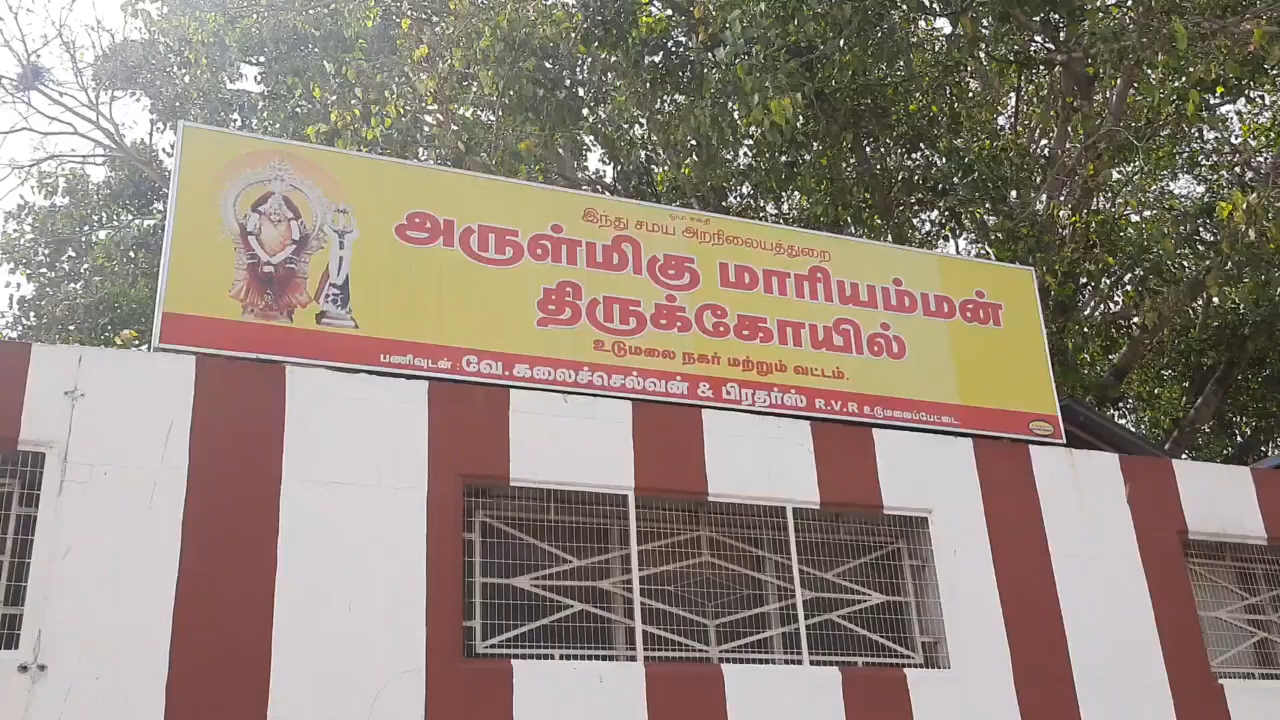 ஓம் சக்தி
இந்து சமய அறநிலையத்துறை
அருள்மிகு மாரியம்மன்
திருக்கோயில்
உடுமலை நகர் மற்றும் வட்டம்.
பணிவுடன் : வே.கலைச்செல்வன் & பிரதர்ஸ் R.V.R உடுமலைப்பேட்டை.